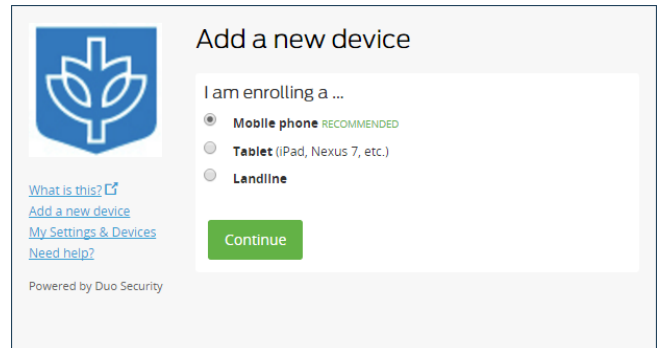 Add a new device
I am enrolling a ...
Mobile phone RECOMMENDED
Tablet (iPad, Nexus 7, etc.)
Landline
Continue
What is this?
Add a new device
My Settings & Devices
Need help?
Powered by Duo Security